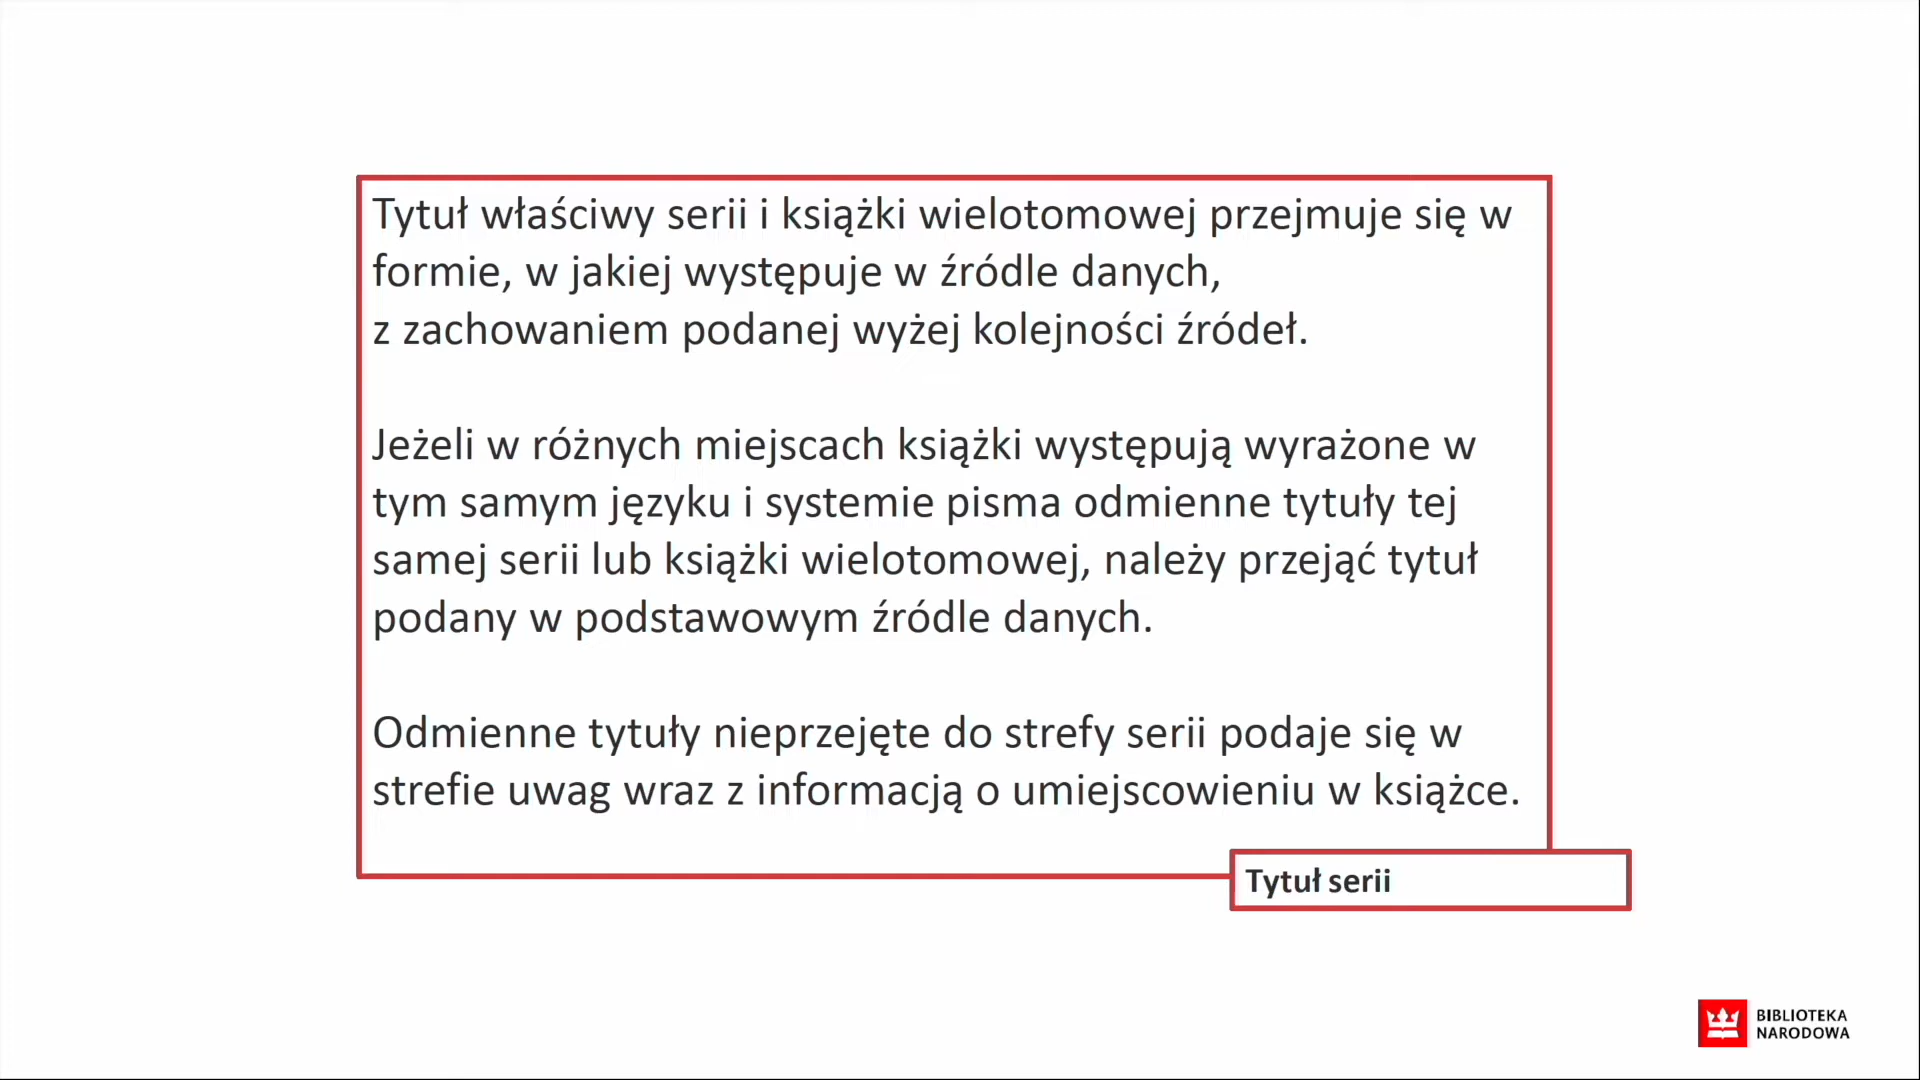 Tytuł właściwy serii i książki wielotomowej przejmuje się w
formie, w jakiej występuje w źródle danych,
z zachowaniem podanej wyżej kolejności źródeł.
Jeżeli w różnych miejscach książki występują wyrażone w
tym samym języku i systemie pisma odmienne tytuły tej
samej serii lub książki wielotomowej, należy przejąć tytuł
podany w podstawowym źródle danych.
Odmienne tytuły nieprzejęte do strefy serii podaje się w
strefie uwag wraz z informacją o umiejscowieniu w książce.
Tytuł serii
BIBLIOTEKA
NARODOWA